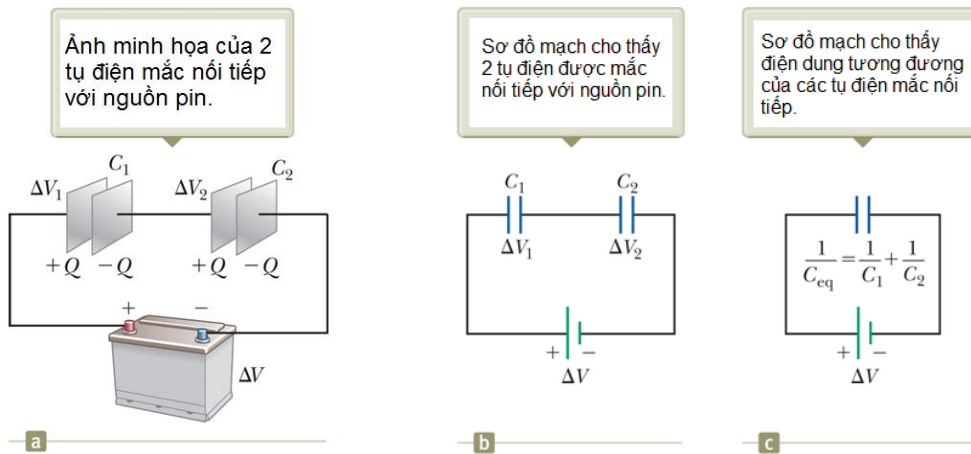 Ảnh minh họa của 2
tụ điện mắc nối tiếp
với nguồn pin.
C₁
C₂
ΔV₁
ΔV₂
+Q −Q
+Q −Q
+ −
ΔV
a
Sơ đồ mạch cho thấy
2 tụ điện được mắc
nối tiếp với nguồn pin.
C₁
C₂
ΔV₁
ΔV₂
+ −
ΔV
b
Sơ đồ mạch cho thấy
điện dung tương đương
của các tụ điện mắc nối
tiếp.
1/C_eq = 1/C₁ + 1/C₂
+ −
ΔV
c